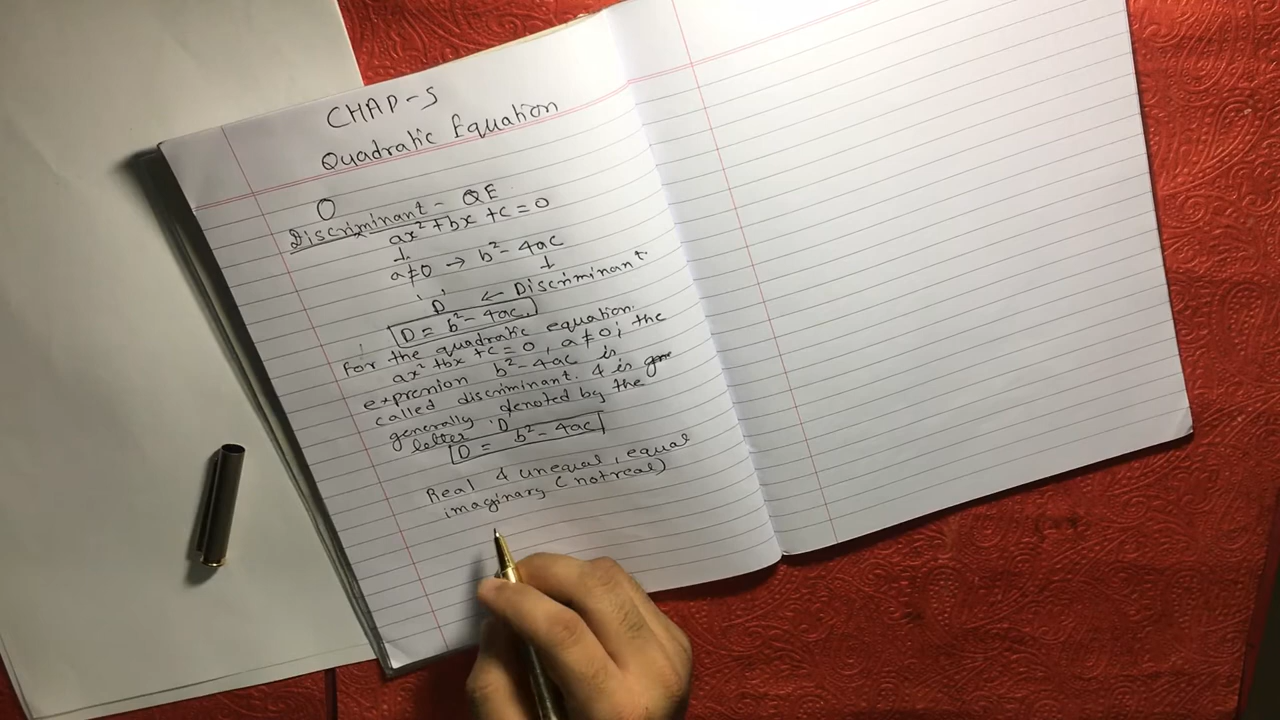 CHAP-5
Quadratic Equation
Discriminant - QE
ax² + bx + c = 0
a≠0 → b² - 4ac
'D' ← Discriminant
D = b² - 4ac
For the quadratic equation.
ax² + bx + c = 0, a≠0; the
expression b² - 4ac is
called discriminant. & is
generally denoted by the
letter 'D'
D = b² - 4ac
Real & unequal, equal
imaginary (not real)